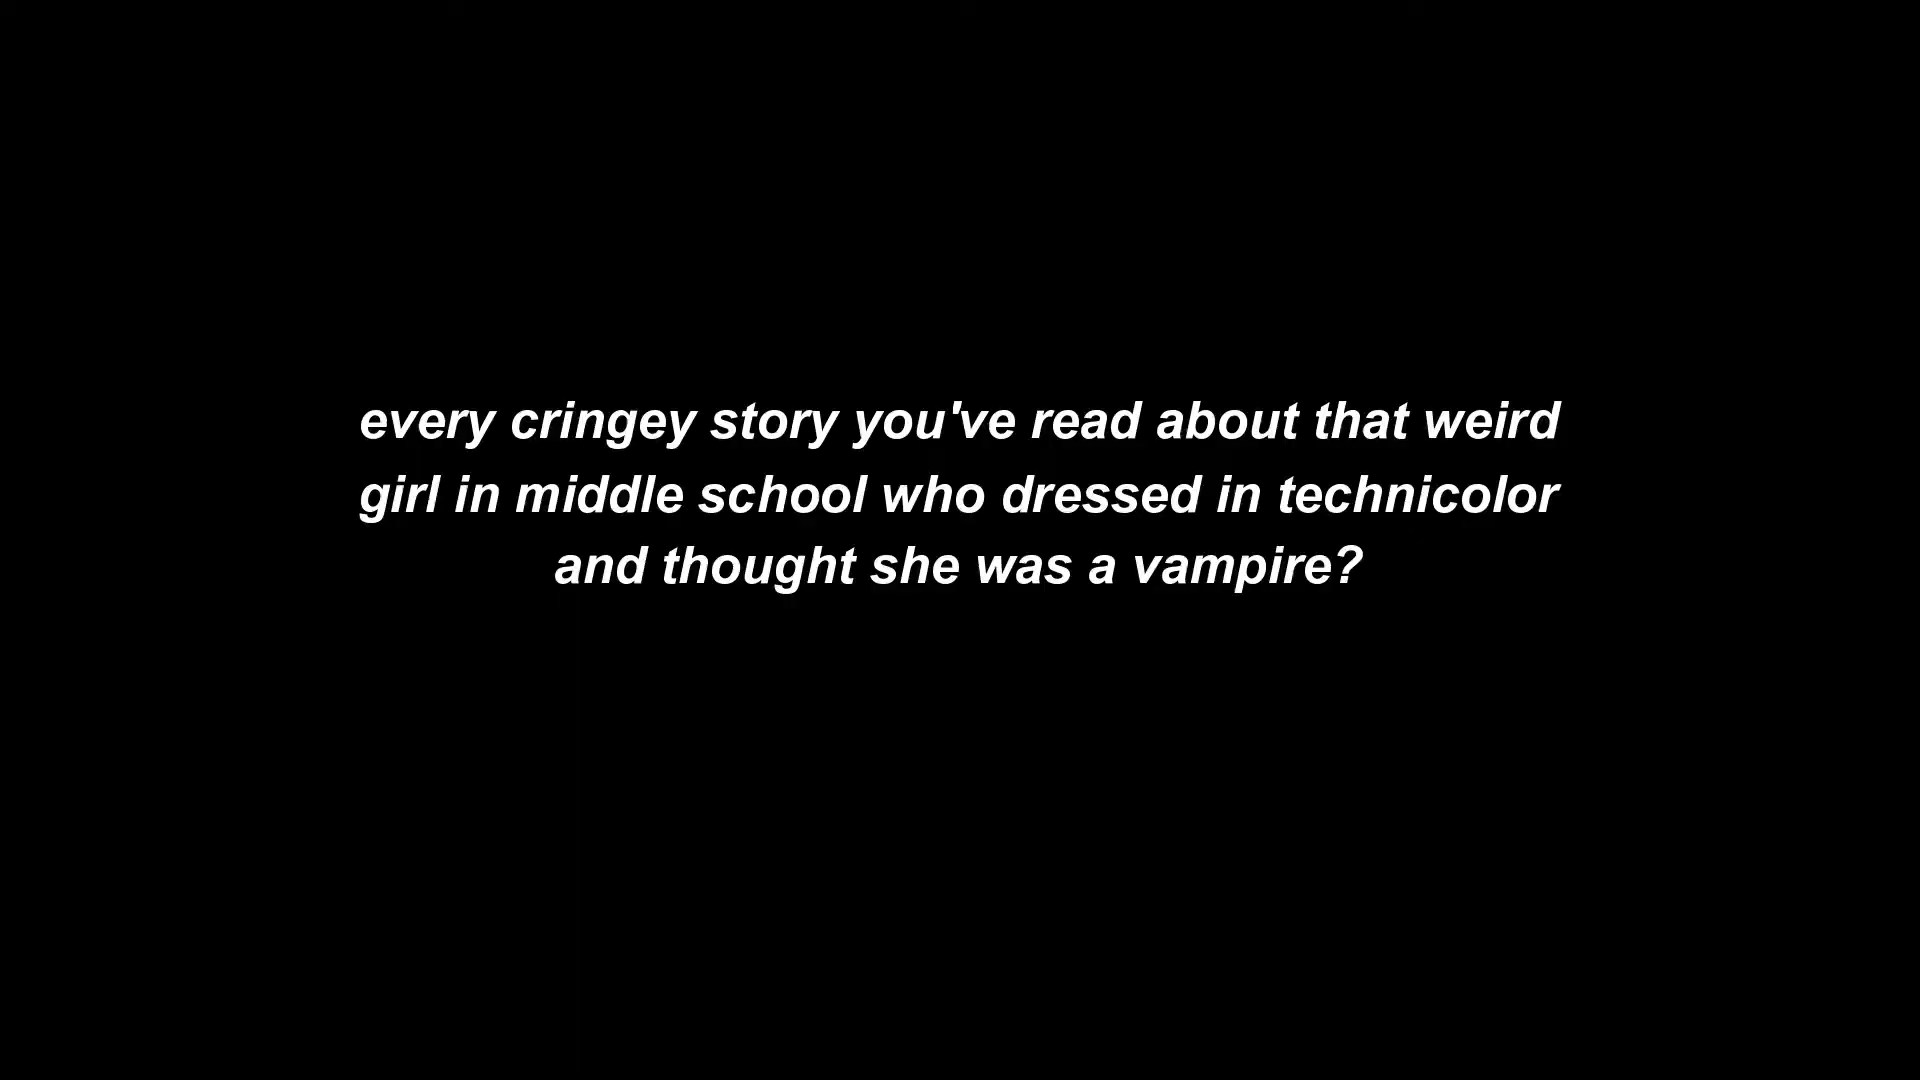 every cringey story you've read about that weird
girl in middle school who dressed in technicolor
and thought she was a vampire?